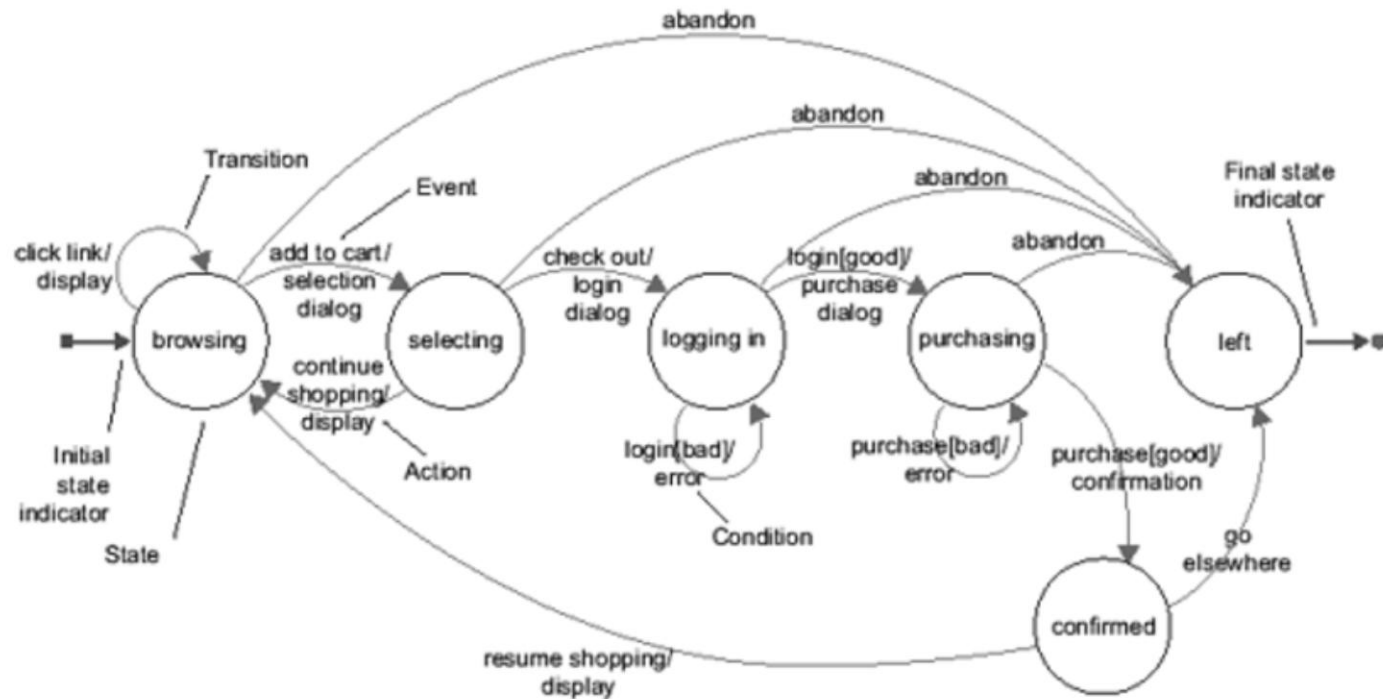 abandon
abandon
Transition
Event
abandon
Final state
indicator
click link/
display
add to cart/
selection
dialog
check out/
login
dialog
login[good]/
purchase
dialog
abandon
browsing
selecting
logging in
purchasing
left
continue
shopping/
display
Initial
state
indicator
Action
login[bad]/
error
purchase[bad]/
error
purchase[good]/
confirmation
State
Condition
go
elsewhere
confirmed
resume shopping/
display